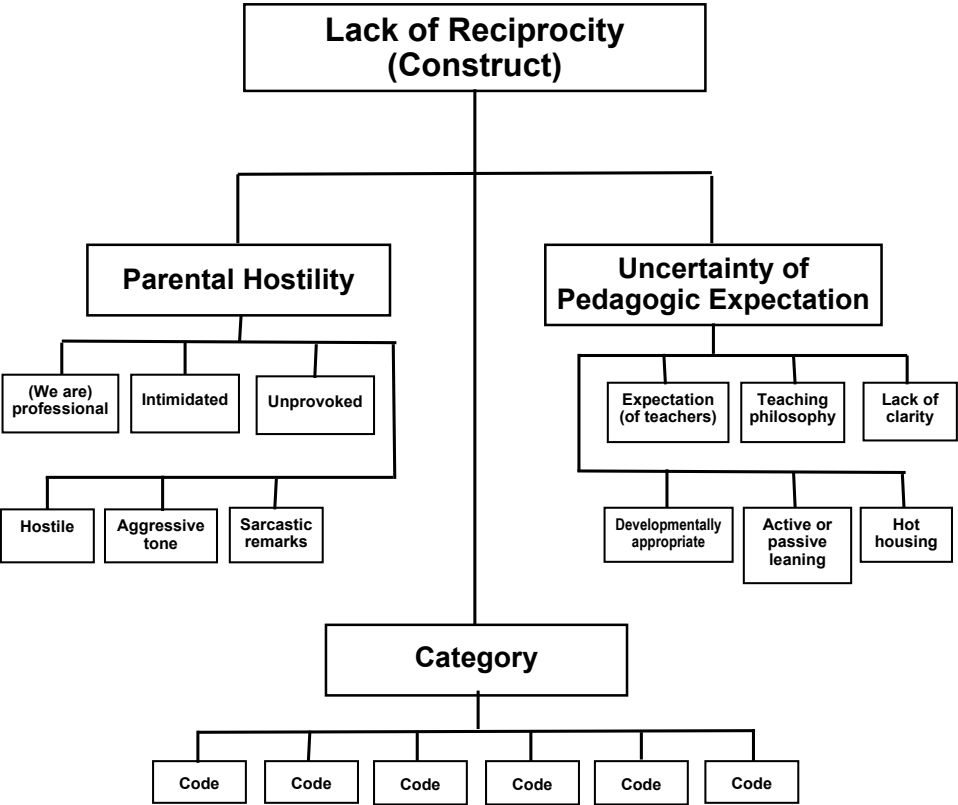 Lack of Reciprocity
(Construct)
Parental Hostility
Uncertainty of
Pedagogic Expectation
(We are)
professional
Intimidated
Unprovoked
Expectation
(of teachers)
Teaching
philosophy
Lack of
clarity
Hostile
Aggressive
tone
Sarcastic
remarks
Developmentally
appropriate
Active or
passive
leaning
Hot
housing
Category
Code
Code
Code
Code
Code
Code